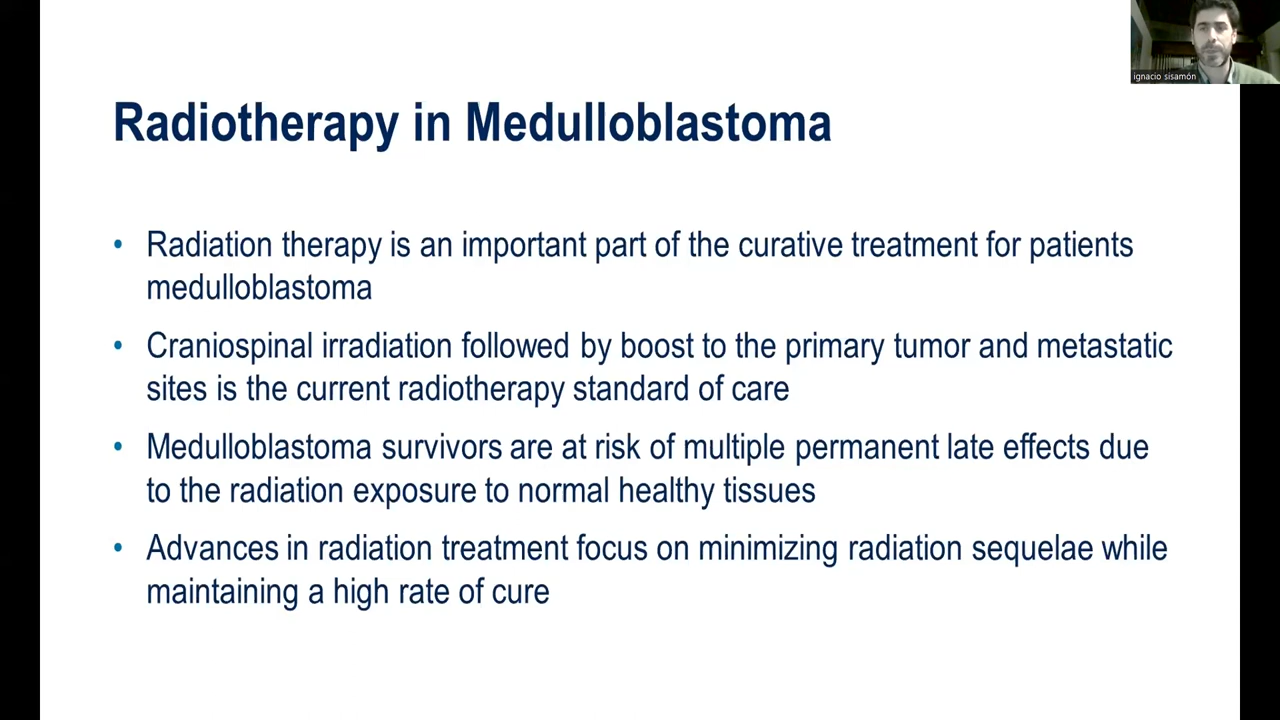 ignacio sisamón
Radiotherapy in Medulloblastoma
• Radiation therapy is an important part of the curative treatment for patients
medulloblastoma
• Craniospinal irradiation followed by boost to the primary tumor and metastatic
sites is the current radiotherapy standard of care
• Medulloblastoma survivors are at risk of multiple permanent late effects due
to the radiation exposure to normal healthy tissues
• Advances in radiation treatment focus on minimizing radiation sequelae while
maintaining a high rate of cure